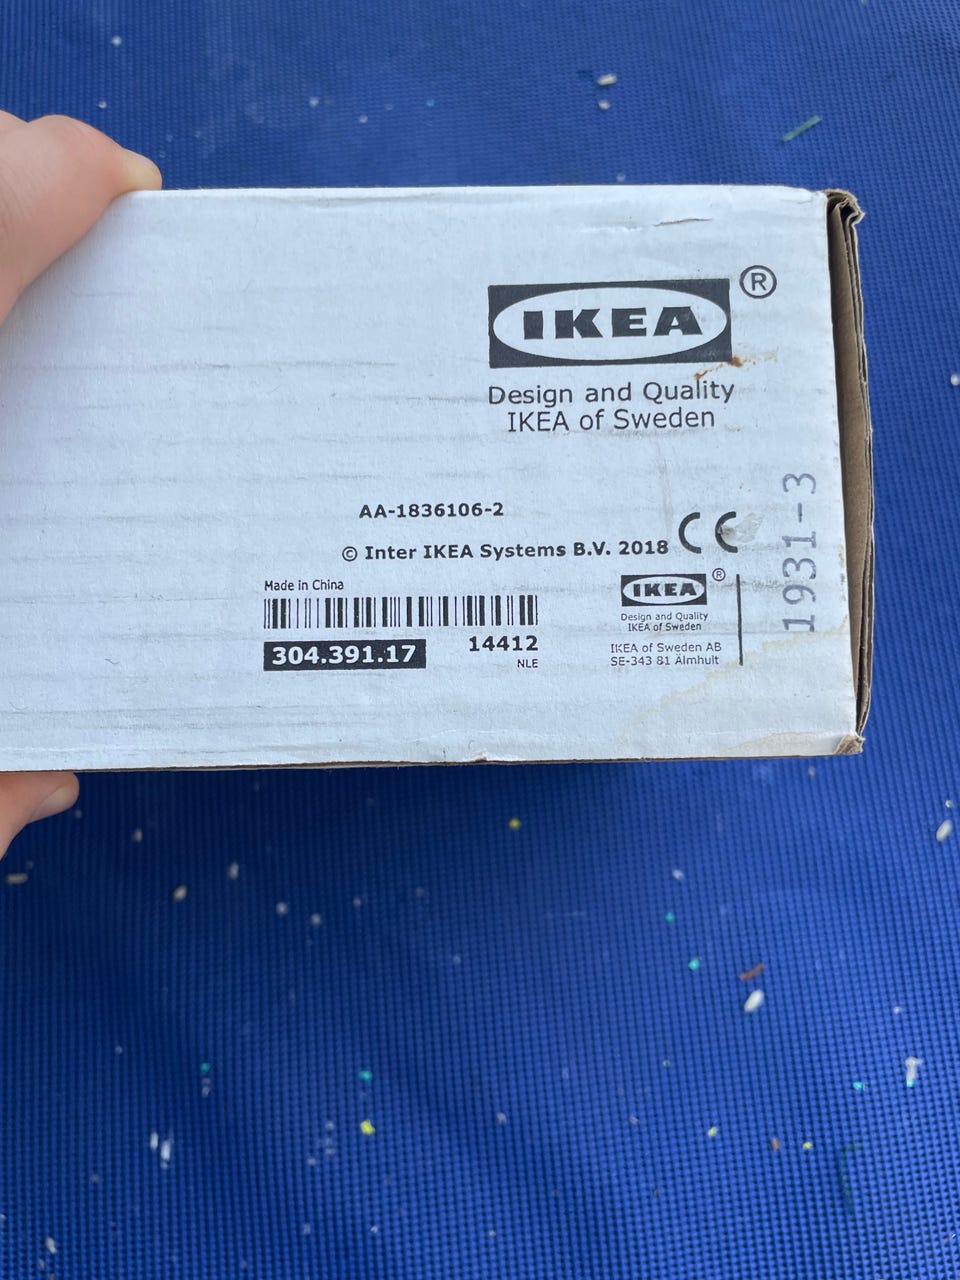 IKEA®
Design and Quality
IKEA of Sweden
AA-1836106-2
© Inter IKEA Systems B.V. 2018 CE
Made in China
304.391.17
14412
NLE
IKEA®
Design and Quality
IKEA of Sweden
IKEA of Sweden AB
SE-343 81 Älmhult
1931-3